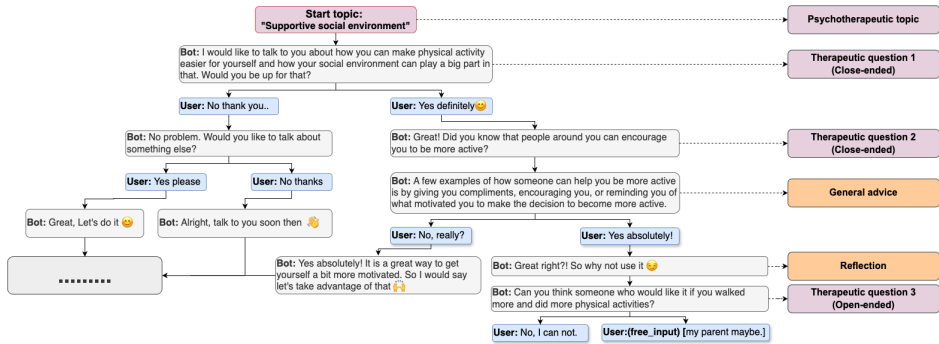 Start topic:
"Supportive social environment"
Psychotherapeutic topic
Bot: I would like to talk to you about how you can make physical activity
easier for yourself and how your social environment can play a big part in
that. Would you be up for that?
Therapeutic question 1
(Close-ended)
User: No thank you..
User: Yes definitely😊
Bot: No problem. Would you like to talk about
something else?
Bot: Great! Did you know that people around you can encourage
you to be more active?
Therapeutic question 2
(Close-ended)
User: Yes please
User: No thanks
Bot: A few examples of how someone can help you be more active
is by giving you compliments, encouraging you, or reminding you of
what motivated you to make the decision to become more active.
General advice
Bot: Great, Let's do it 😊
Bot: Alright, talk to you soon then 👋
User: No, really?
User: Yes absolutely!
.........
Bot: Yes absolutely! It is a great way to get
yourself a bit more motivated. So I would say
let's take advantage of that 🙌
Bot: Great right?! So why not use it 😏
Reflection
Bot: Can you think someone who would like it if you walked
more and did more physical activities?
Therapeutic question 3
(Open-ended)
User: No, I can not.
User:(free_input) [my parent maybe.]